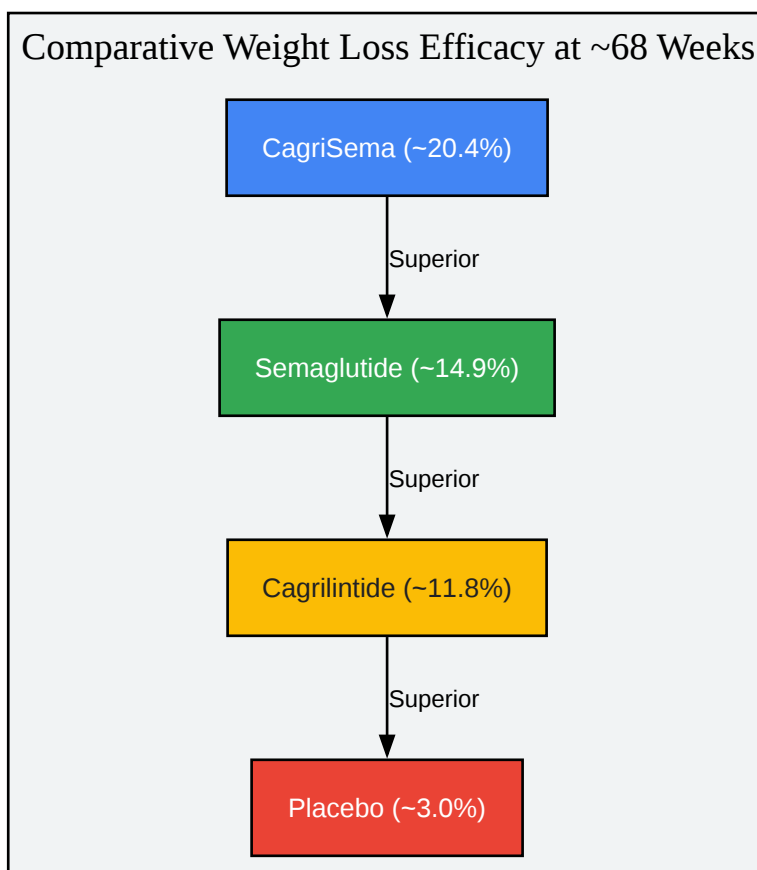 Comparative Weight Loss Efficacy at ~68 Weeks
CagriSema (~20.4%)
Superior
Semaglutide (~14.9%)
Superior
Cagrilintide (~11.8%)
Superior
Placebo (~3.0%)